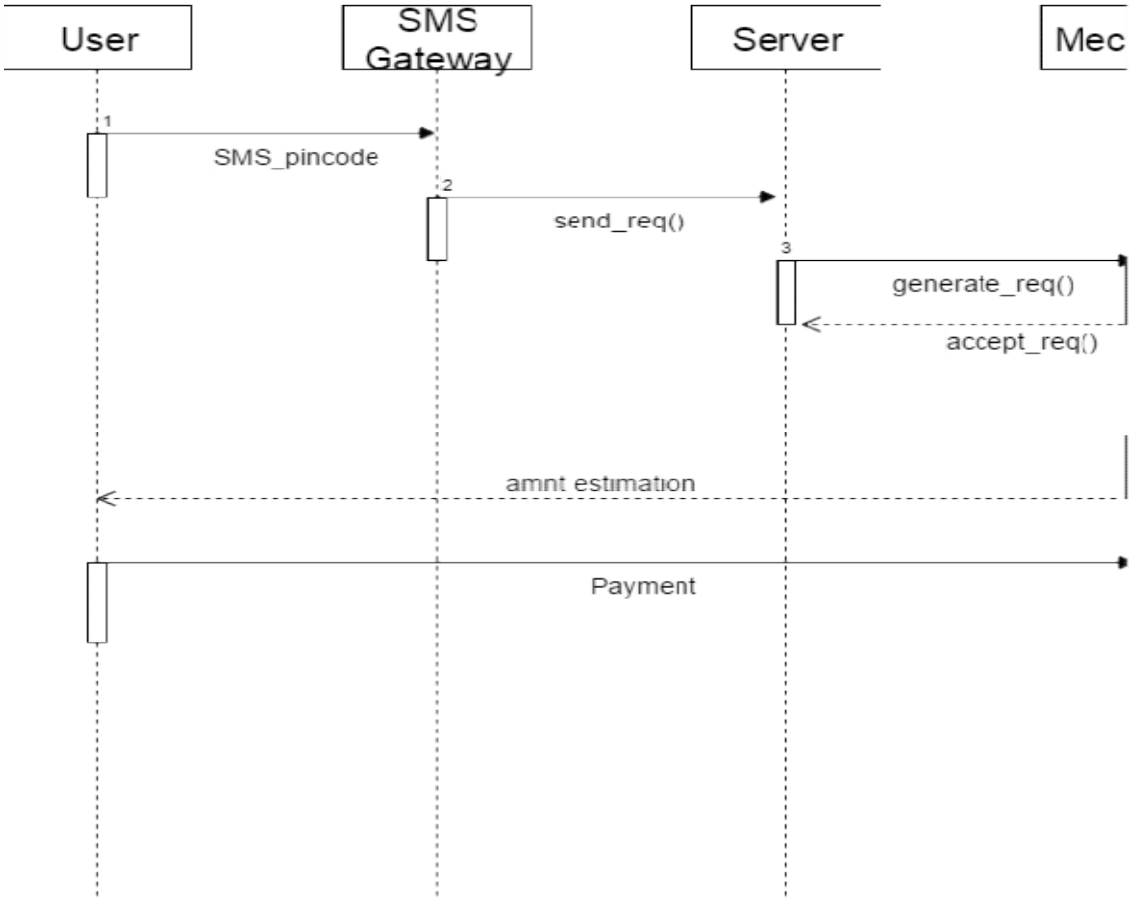 User
SMS
Gateway
Server
Mec
1
SMS_pincode
2
send_req()
3
generate_req()
accept_req()
amnt estimation
Payment